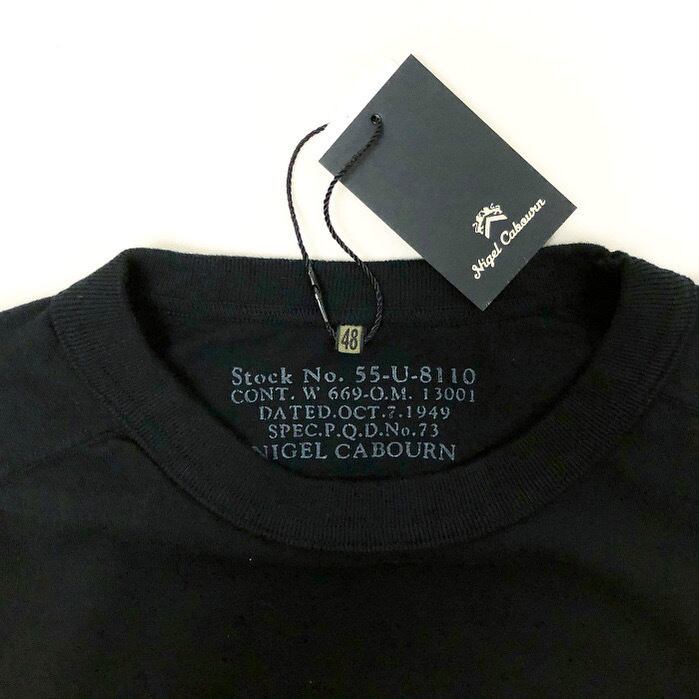 Nigel Cabourn
48
Stock No. 55-U-8110
CONT. W 669-O.M. 13001
DATED.OCT.7.1949
SPEC.P.Q.D.No.73
NIGEL CABOURN